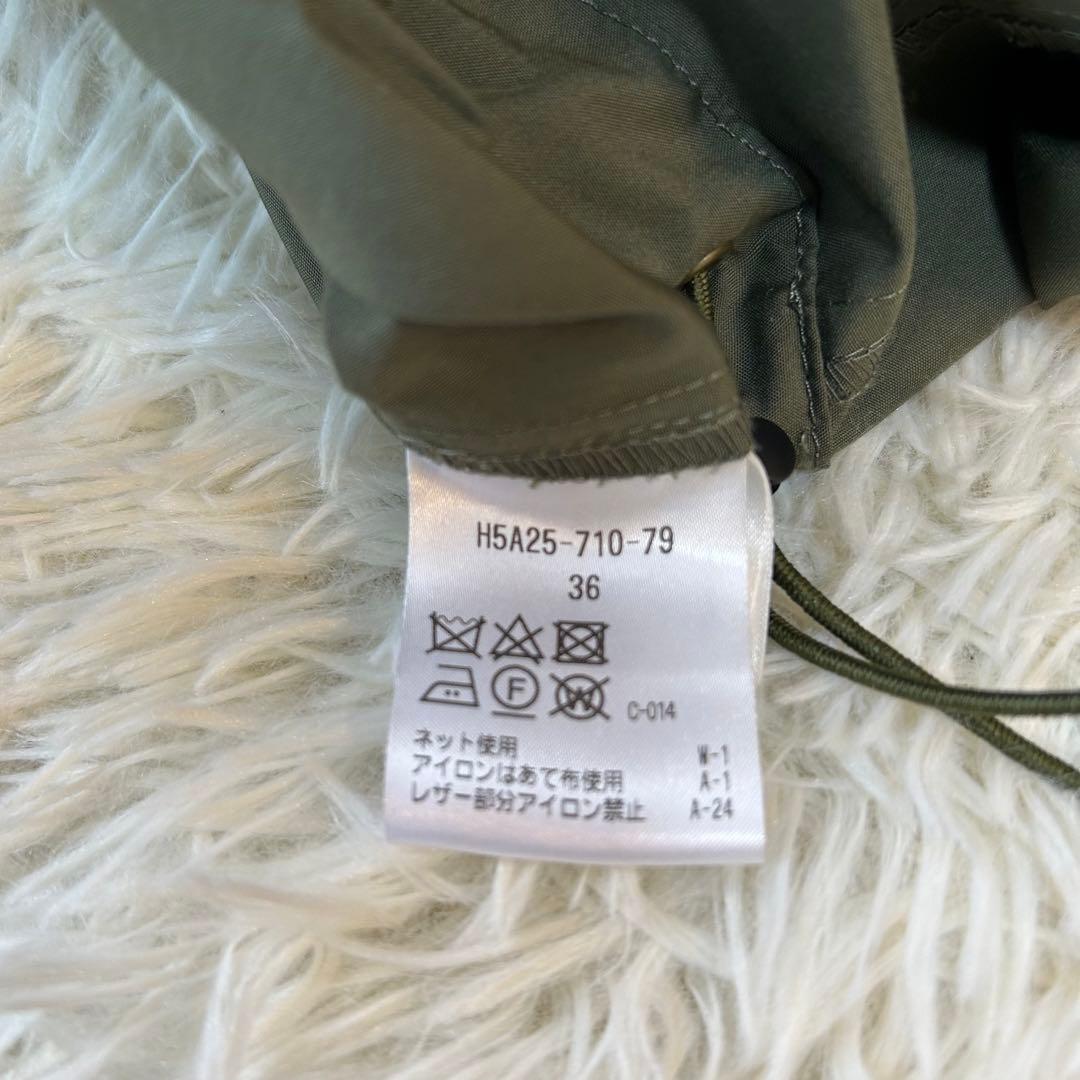 H5A25-710-79
36
F W C-014
ネット使用 W-1
アイロンはあて布使用 A-1
レザー部分アイロン禁止 A-24